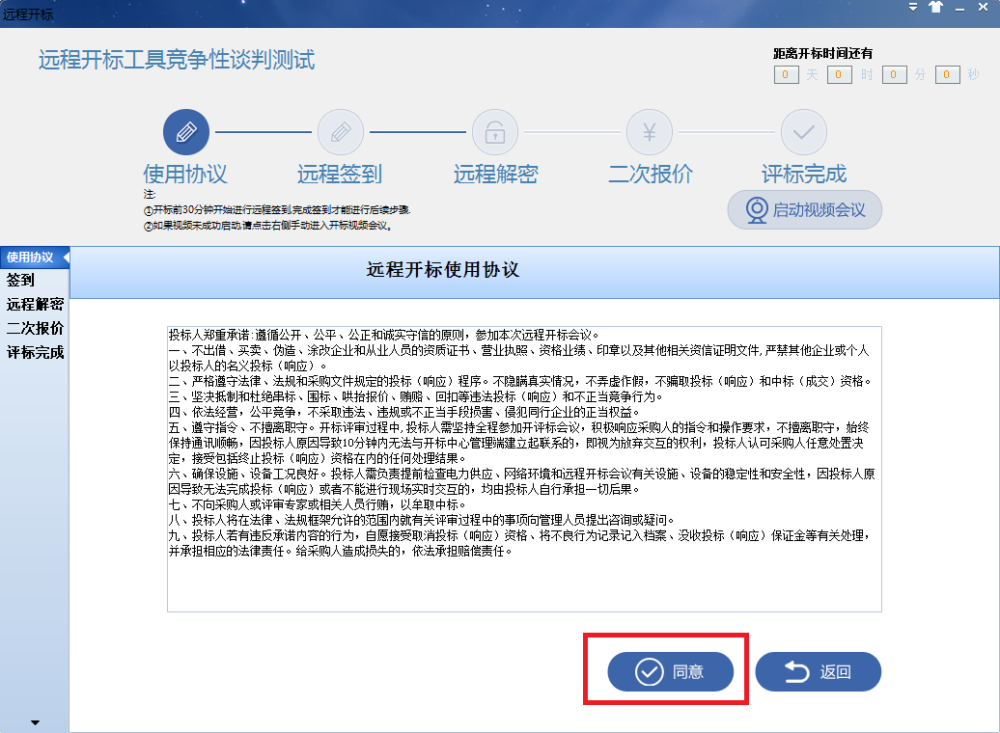 远程开标
远程开标工具竞争性谈判测试
距离开标时间还有
0 天 0 时 0 分 0 秒
使用协议 远程签到 远程解密 二次报价 评标完成
注:
①开标前30分钟开始进行远程签到,完成签到才能进行后续步骤.
②如果视频未成功启动,请点击右侧手动进入开标视频会议。
启动视频会议
使用协议
签到
远程解密
二次报价
评标完成
远程开标使用协议
投标人郑重承诺:遵循公开、公平、公正和诚实守信的原则，参加本次远程开标会议。
一、不出借、买卖、伪造、涂改企业和从业人员的资质证书、营业执照、资格业绩、印章以及其他相关资信证明文件,严禁其他企业或个人
以投标人的名义投标（响应）。
二、严格遵守法律、法规和采购文件规定的投标（响应）程序。不隐瞒真实情况，不弄虚作假，不骗取投标（响应）和中标（成交）资格。
三、坚决抵制和杜绝串标、围标、哄抬报价、贿赂、回扣等违法投标（响应）和不正当竞争行为。
四、依法经营，公平竞争，不采取违法、违规或不正当手段损害、侵犯同行企业的正当权益。
五、遵守指令、不擅离职守。开标评审过程中,投标人需坚持全程参加开评标会议，积极响应采购人的指令和操作要求，不擅离职守，始终
保持通讯顺畅，因投标人原因导致10分钟内无法与开标中心管理端建立起联系的，即视为放弃交互的权利，投标人认可采购人任意处置决
定，接受包括终止投标（响应）资格在内的任何处理结果。
六、确保设施、设备工况良好。投标人需负责提前检查电力供应、网络环境和远程开标会议有关设施、设备的稳定性和安全性，因投标人原
因导致无法完成投标（响应）或者不能进行现场实时交互的，均由投标人自行承担一切后果。
七、不向采购人或评审专家或相关人员行贿，以牟取中标。
八、投标人将在法律、法规框架允许的范围内就有关评审过程中的事项向管理人员提出咨询或疑问。
九、投标人若有违反承诺内容的行为，自愿接受取消投标（响应）资格、将不良行为记录记入档案、没收投标（响应）保证金等有关处理，
并承担相应的法律责任。给采购人造成损失的，依法承担赔偿责任。
同意 返回